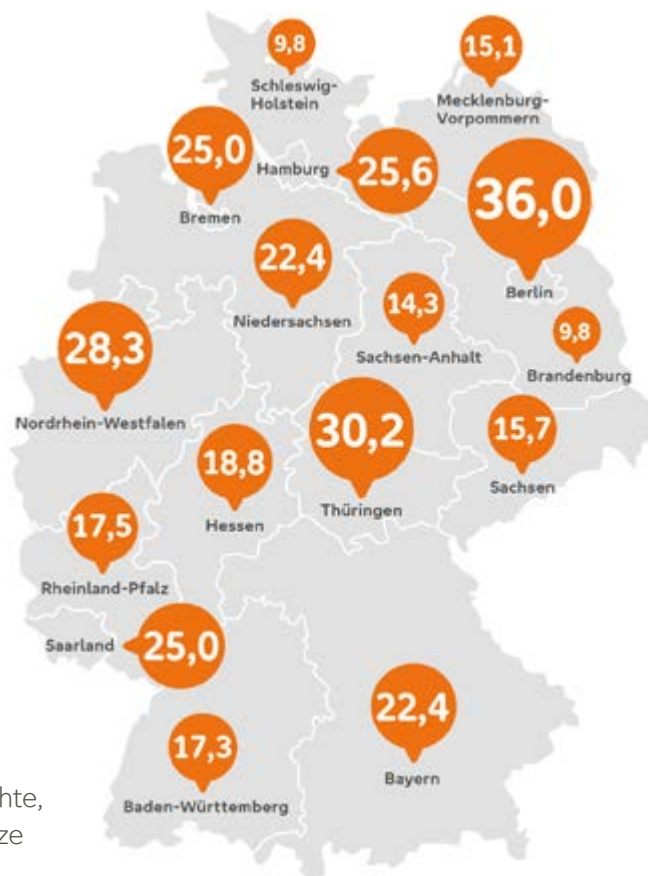 9,8
Schleswig-
Holstein
15,1
Mecklenburg-
Vorpommern
25,0
Bremen
Hamburg
25,6
36,0
Berlin
22,4
Niedersachsen
14,3
Sachsen-Anhalt
9,8
Brandenburg
28,3
Nordrhein-Westfalen
18,8
Hessen
30,2
Thüringen
15,7
Sachsen
17,5
Rheinland-Pfalz
Saarland
25,0
17,3
Baden-Württemberg
22,4
Bayern
hte,
ze